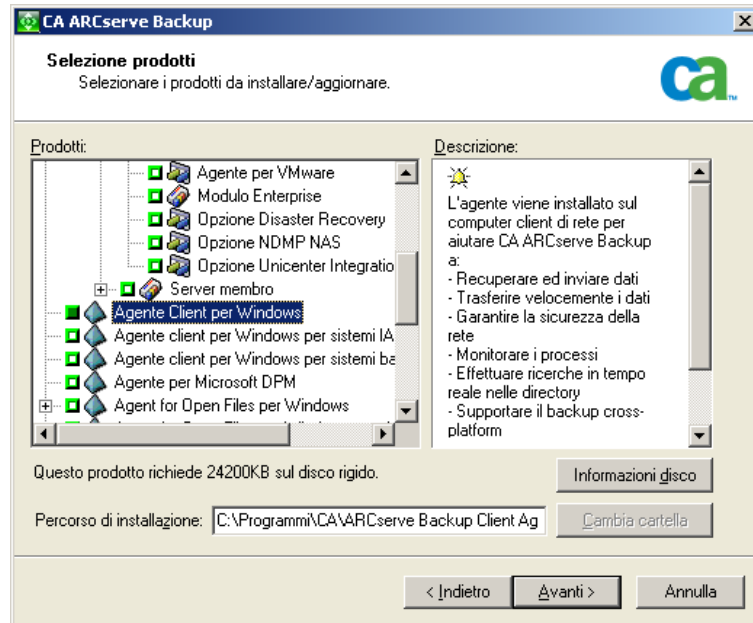 CA ARCserve Backup
Selezione prodotti
Selezionare i prodotti da installare/aggiornare.
ca
TM
Prodotti:
Agente per VMware
Modulo Enterprise
Opzione Disaster Recovery
Opzione NDMP NAS
Opzione Unicenter Integratio
Server membro
Agente Client per Windows
Agente client per Windows per sistemi IA
Agente client per Windows per sistemi ba
Agente per Microsoft DPM
Agent for Open Files per Windows
Descrizione:
L'agente viene installato sul
computer client di rete per
aiutare CA ARCserve Backup
a:
- Recuperare ed inviare dati
- Trasferire velocemente i dati
- Garantire la sicurezza della
rete
- Monitorare i processi
- Effettuare ricerche in tempo
reale nelle directory
- Supportare il backup cross-
platform
Questo prodotto richiede 24200KB sul disco rigido.
Informazioni disco
Percorso di installazione: C:\Programmi\CA\ARCserve Backup Client Ag
Cambia cartella
< Indietro
Avanti >
Annulla